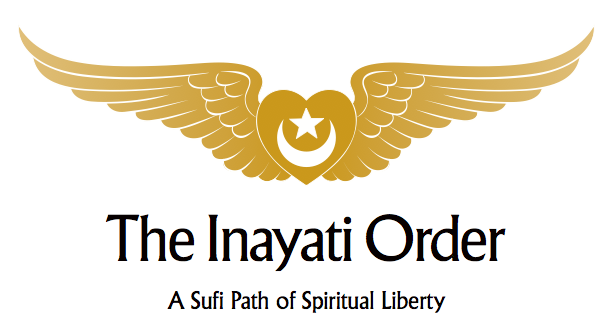 The Inayati Order
A Sufi Path of Spiritual Liberty